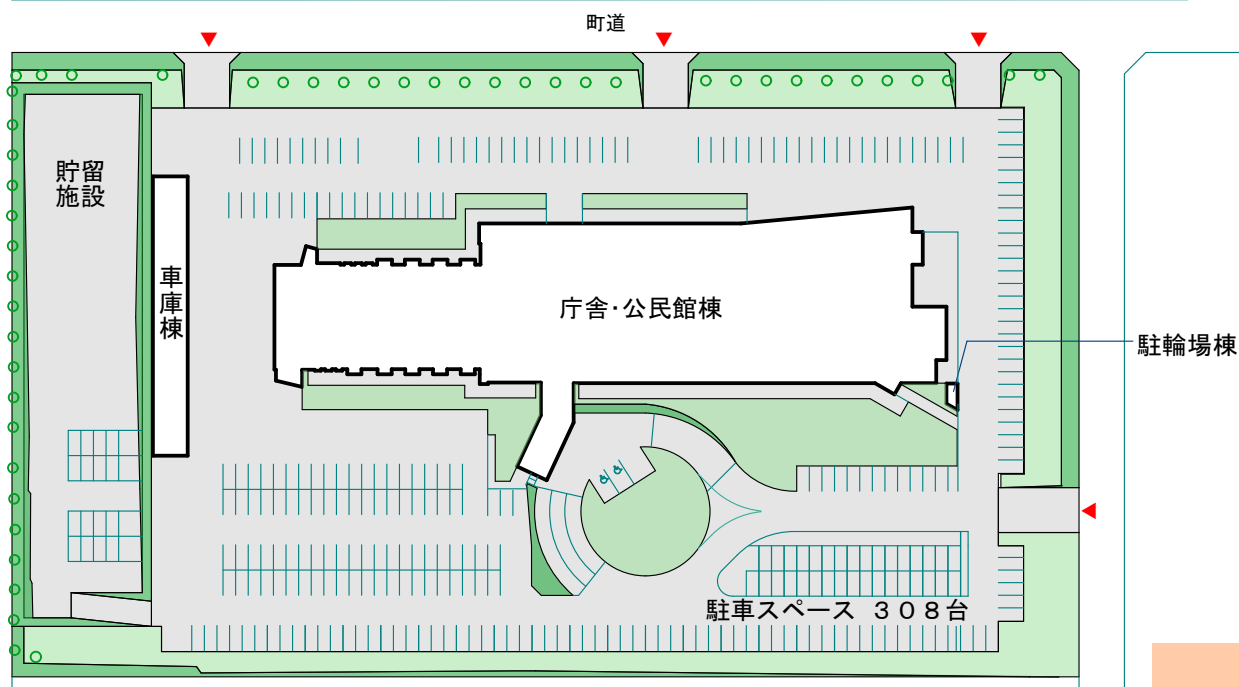 町道
貯留
施設
車庫棟
庁舎・公民館棟
駐輪場棟
駐車スペース ３０８台